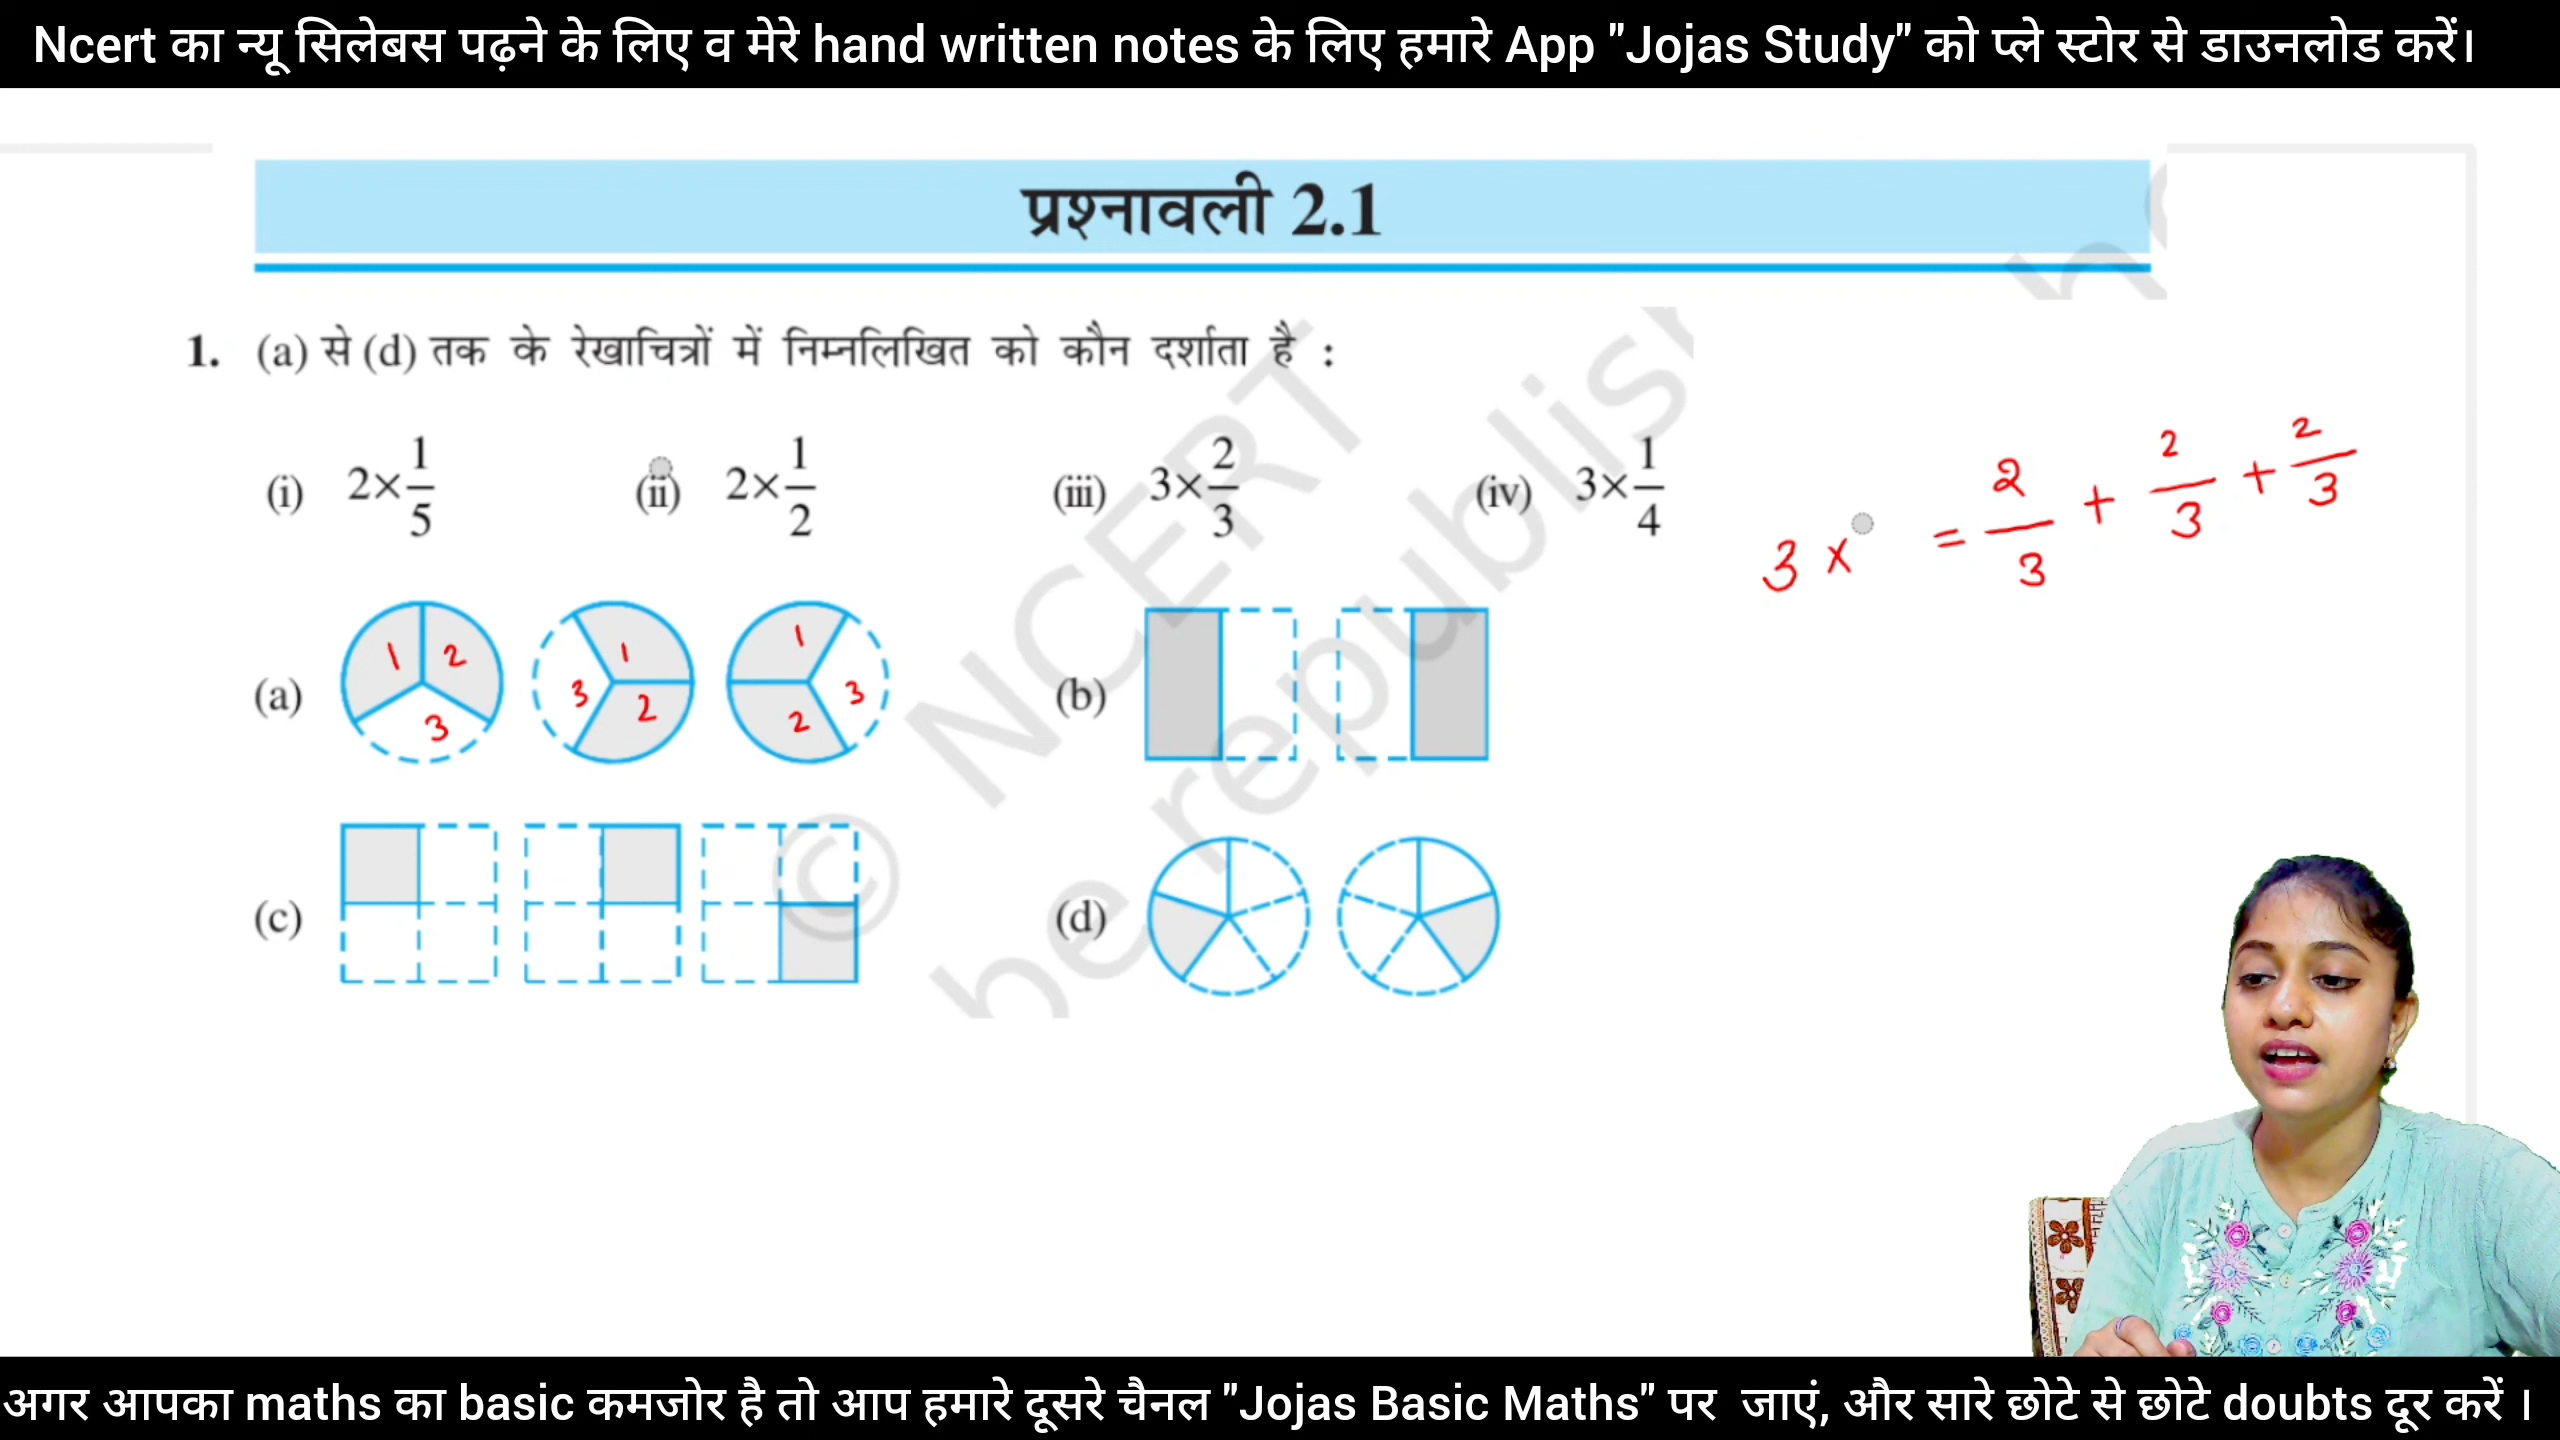 Ncert का न्यू सिलेबस पढ़ने के लिए व मेरे hand written notes के लिए हमारे App "Jojas Study" को प्ले स्टोर से डाउनलोड करें।
प्रश्नावली 2.1
1. (a) से (d) तक के रेखाचित्रों में निम्नलिखित को कौन दर्शाता है :
(i) 2×1/5 (ii) 2×1/2 (iii) 3×2/3 (iv) 3×1/4
3 × = 2/3 + 2/3 + 2/3
(a) 1 2 3 1 2 3 1 2 3 (b)
(c) (d)
© NCERT
be republish
अगर आपका maths का basic कमजोर है तो आप हमारे दूसरे चैनल "Jojas Basic Maths" पर जाएं, और सारे छोटे से छोटे doubts दूर करें ।